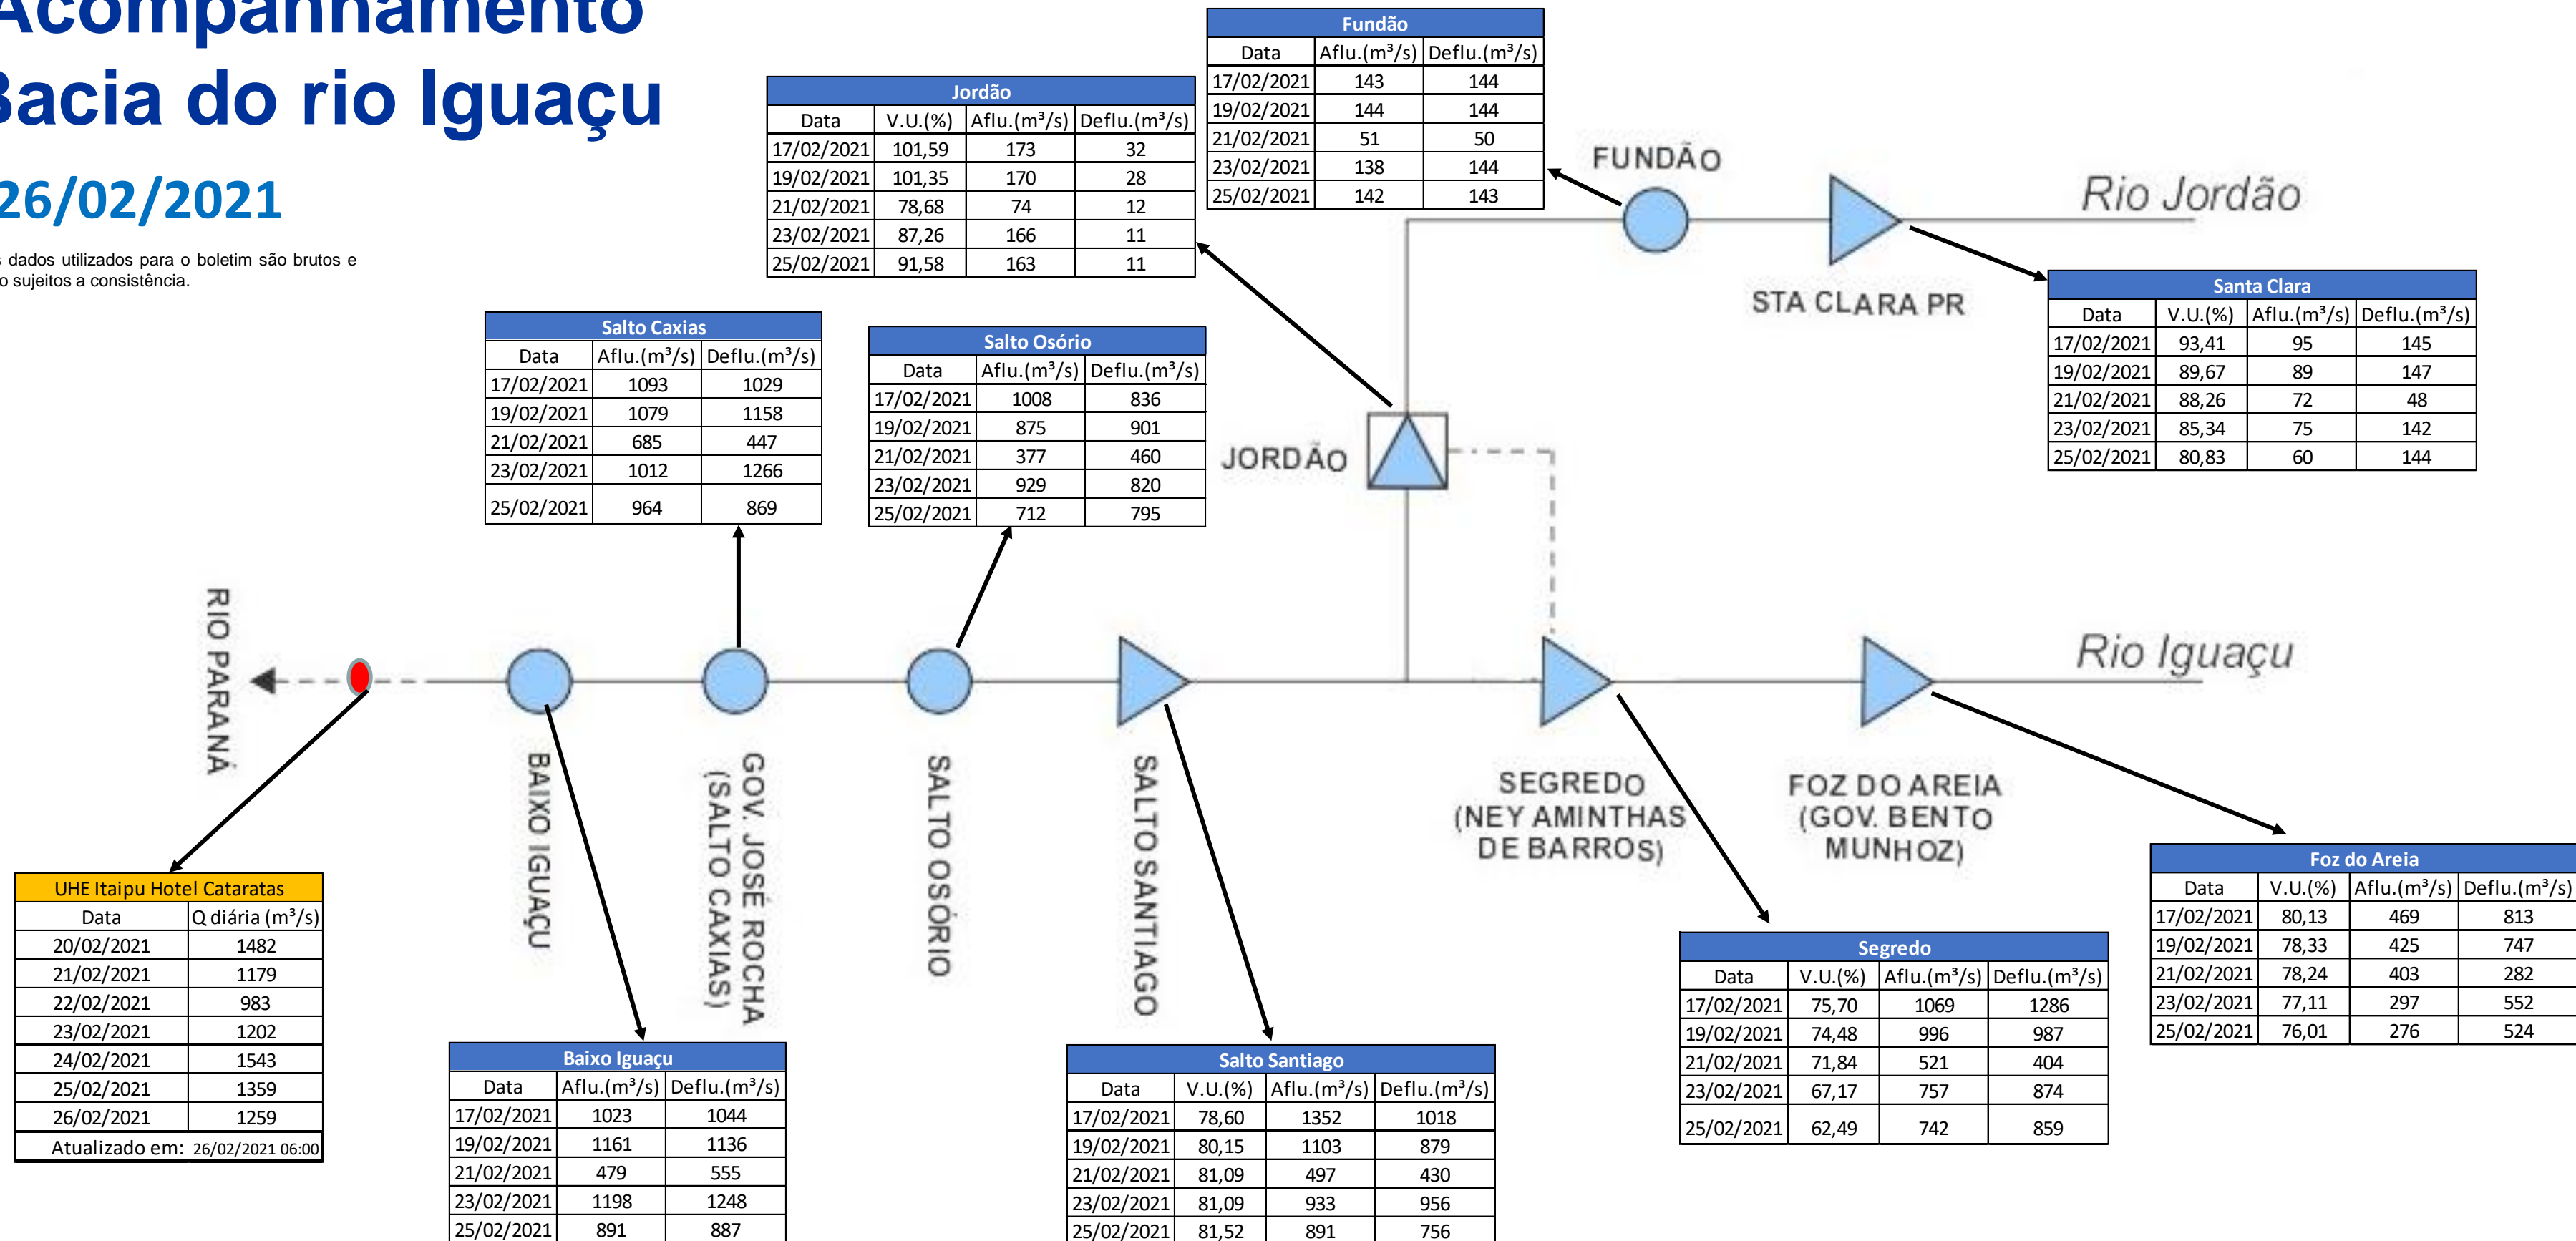 Acompanhamento
Bacia do rio Iguaçu
26/02/2021
dados utilizados para o boletim são brutos e
sujeitos a consistência.
Fundão
Data Aflu.(m³/s) Deflu.(m³/s)
17/02/2021 143 144
19/02/2021 144 144
21/02/2021 51 50
23/02/2021 138 144
25/02/2021 142 143
Jordão
Data V.U.(%) Aflu.(m³/s) Deflu.(m³/s)
17/02/2021 101,59 173 32
19/02/2021 101,35 170 28
21/02/2021 78,68 74 12
23/02/2021 87,26 166 11
25/02/2021 91,58 163 11
FUNDÃO
Rio Jordão
STA CLARA PR
Santa Clara
Data V.U.(%) Aflu.(m³/s) Deflu.(m³/s)
17/02/2021 93,41 95 145
19/02/2021 89,67 89 147
21/02/2021 88,26 72 48
23/02/2021 85,34 75 142
25/02/2021 80,83 60 144
Salto Caxias
Data Aflu.(m³/s) Deflu.(m³/s)
17/02/2021 1093 1029
19/02/2021 1079 1158
21/02/2021 685 447
23/02/2021 1012 1266
25/02/2021 964 869
Salto Osório
Data Aflu.(m³/s) Deflu.(m³/s)
17/02/2021 1008 836
19/02/2021 875 901
21/02/2021 377 460
23/02/2021 929 820
25/02/2021 712 795
JORDÃO
RIO PARANÁ
Rio Iguaçu
BAIXO IGUAÇU
GOV. JOSÉ ROCHA
(SALTO CAXIAS)
SALTO OSÓRIO
SALTO SANTIAGO
SEGREDO
(NEY AMINTHAS
DE BARROS)
FOZ DO AREIA
(GOV. BENTO
MUNHOZ)
UHE Itaipu Hotel Cataratas
Data Q diária (m³/s)
20/02/2021 1482
21/02/2021 1179
22/02/2021 983
23/02/2021 1202
24/02/2021 1543
25/02/2021 1359
26/02/2021 1259
Atualizado em: 26/02/2021 06:00
Baixo Iguaçu
Data Aflu.(m³/s) Deflu.(m³/s)
17/02/2021 1023 1044
19/02/2021 1161 1136
21/02/2021 479 555
23/02/2021 1198 1248
25/02/2021 891 887
Salto Santiago
Data V.U.(%) Aflu.(m³/s) Deflu.(m³/s)
17/02/2021 78,60 1352 1018
19/02/2021 80,15 1103 879
21/02/2021 81,09 497 430
23/02/2021 81,09 933 956
25/02/2021 81,52 891 756
Segredo
Data V.U.(%) Aflu.(m³/s) Deflu.(m³/s)
17/02/2021 75,70 1069 1286
19/02/2021 74,48 996 987
21/02/2021 71,84 521 404
23/02/2021 67,17 757 874
25/02/2021 62,49 742 859
Foz do Areia
Data V.U.(%) Aflu.(m³/s) Deflu.(m³/s)
17/02/2021 80,13 469 813
19/02/2021 78,33 425 747
21/02/2021 78,24 403 282
23/02/2021 77,11 297 552
25/02/2021 76,01 276 524